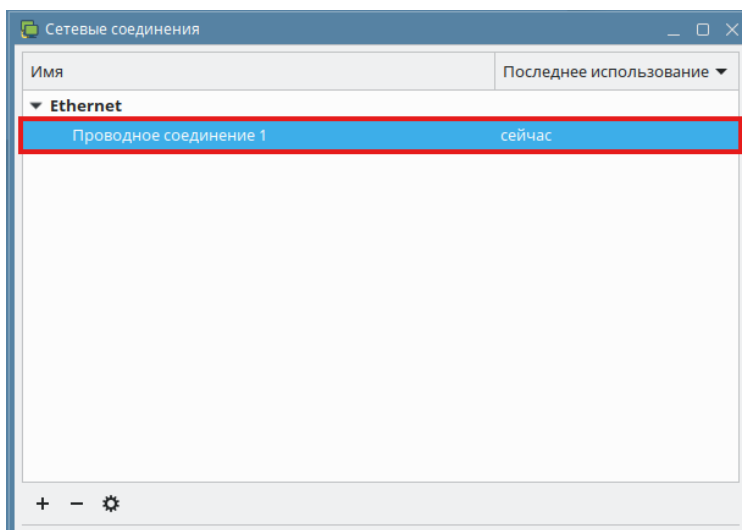 Сетевые соединения
Имя Последнее использование
Ethernet
Проводное соединение 1 сейчас